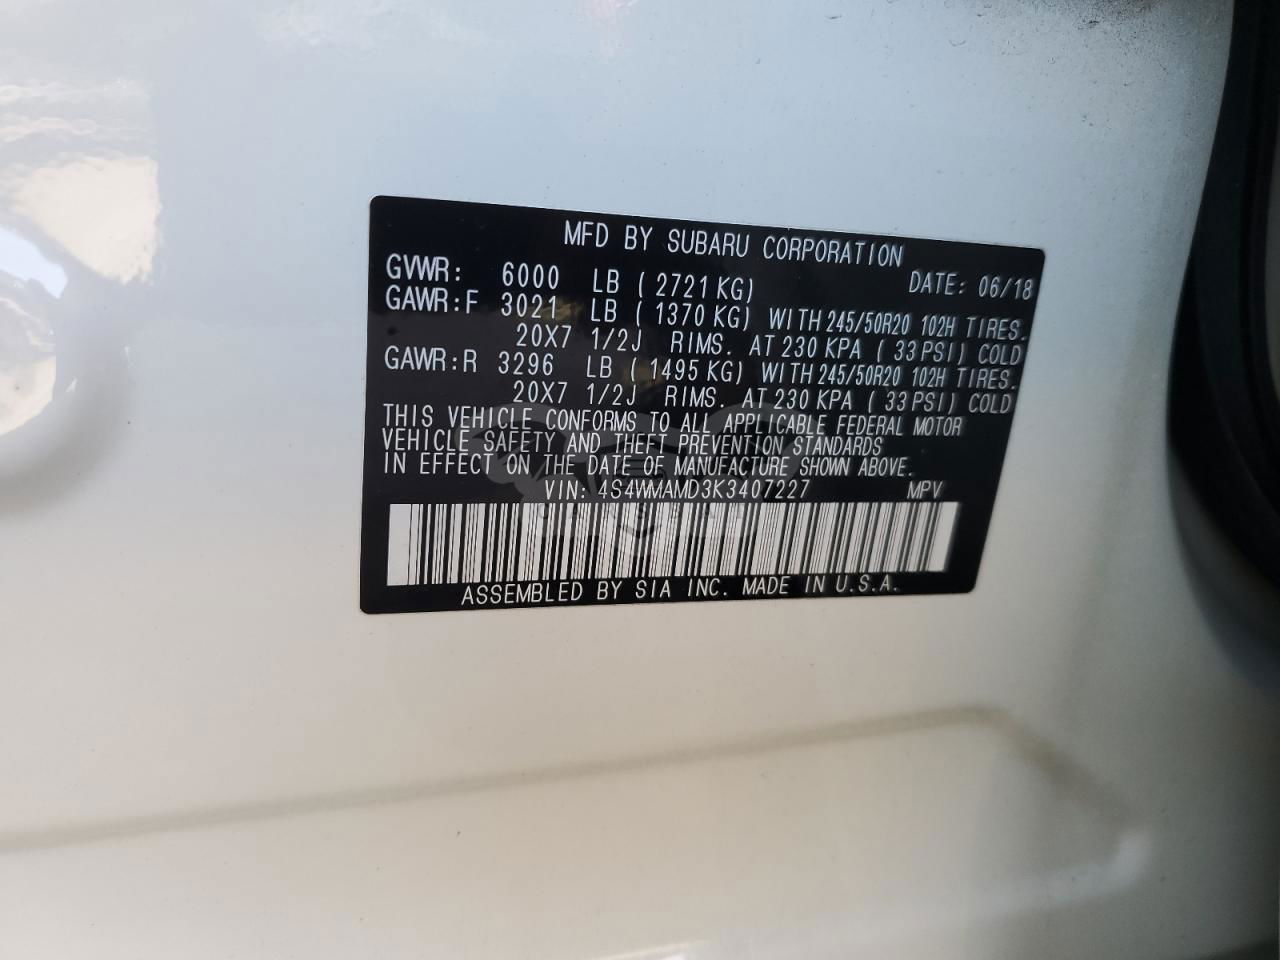 MFD BY SUBARU CORPORATION
GVWR: 6000 LB ( 2721 KG) DATE: 06/18
GAWR:F 3021 LB ( 1370 KG) WITH 245/50R20 102H TIRES.
20X7 1/2J RIMS. AT 230 KPA ( 33 PSI) COLD
GAWR:R 3296 LB ( 1495 KG) WITH 245/50R20 102H TIRES.
20X7 1/2J RIMS. AT 230 KPA ( 33 PSI) COLD
THIS VEHICLE CONFORMS TO ALL APPLICABLE FEDERAL MOTOR
VEHICLE SAFETY AND THEFT PREVENTION STANDARDS
IN EFFECT ON THE DATE OF MANUFACTURE SHOWN ABOVE.
VIN: 4S4WMAMD3K3407227 MPV
ASSEMBLED BY SIA INC. MADE IN U.S.A.